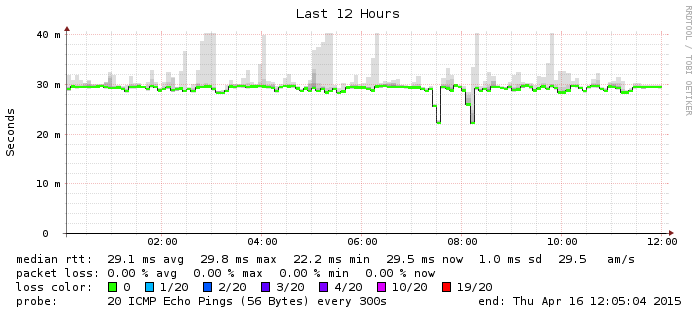 Last 12 Hours
RRDTOOL / TOBI OETIKER
Seconds
40 m
30 m
20 m
10 m
0
02:00 04:00 06:00 08:00 10:00 12:00
median rtt: 29.1 ms avg 29.8 ms max 22.2 ms min 29.5 ms now 1.0 ms sd 29.5 am/s
packet loss: 0.00 % avg 0.00 % max 0.00 % min 0.00 % now
loss color: 0 1/20 2/20 3/20 4/20 10/20 19/20
probe: 20 ICMP Echo Pings (56 Bytes) every 300s end: Thu Apr 16 12:05:04 2015